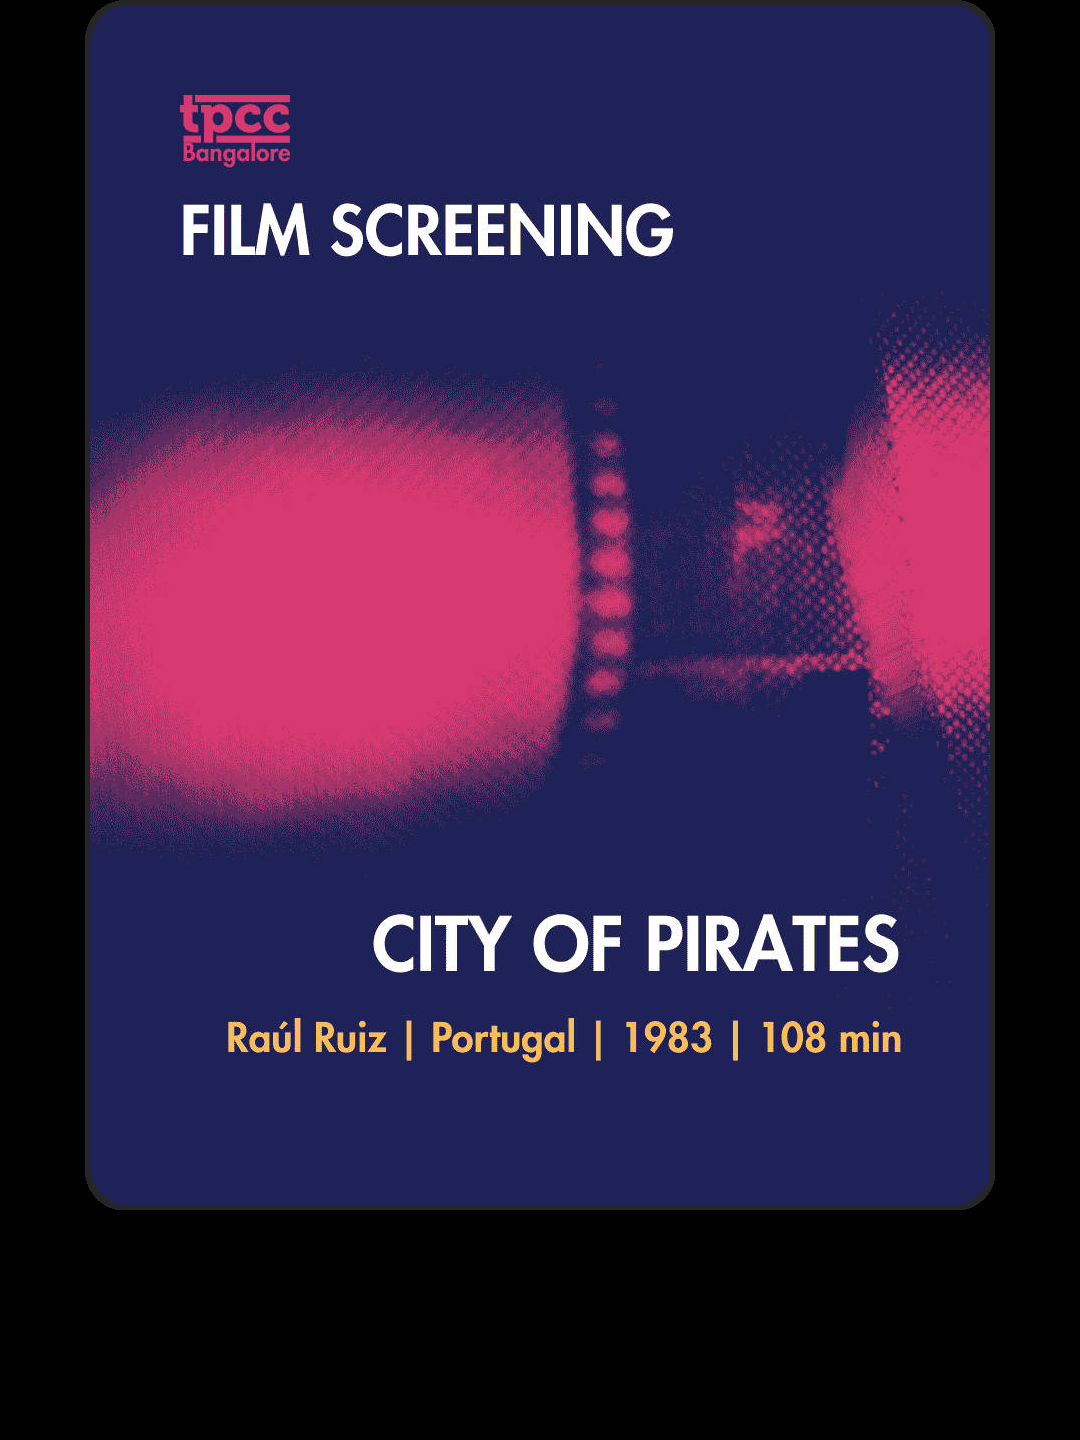 tpcc
Bangalore
FILM SCREENING
CITY OF PIRATES
Raúl Ruiz | Portugal | 1983 | 108 min